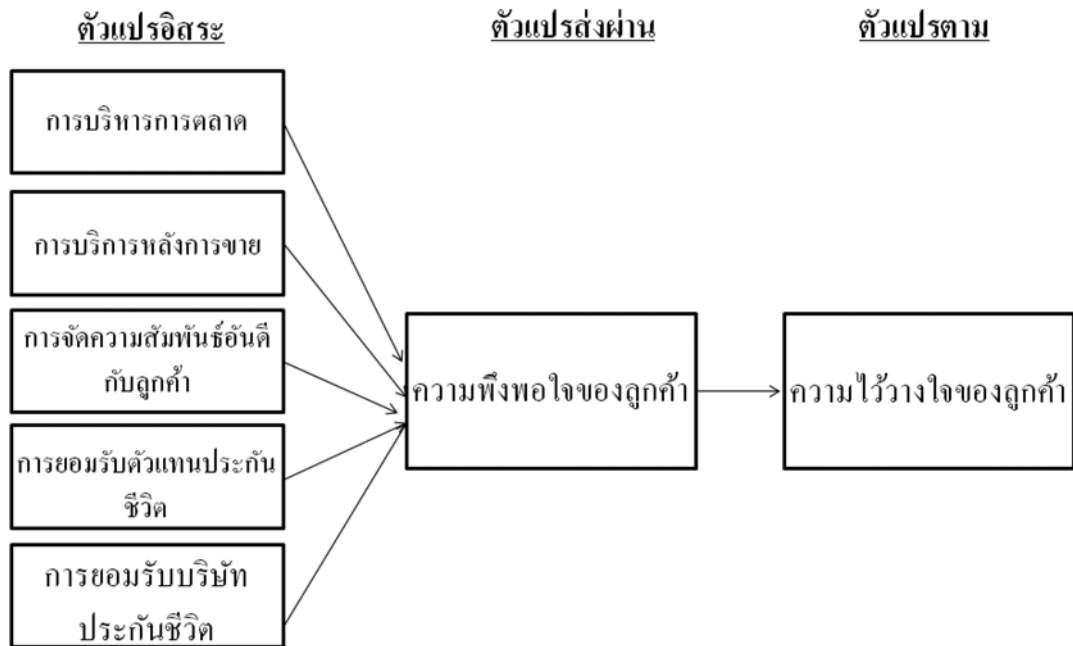 ตัวแปรอิสระ
ตัวแปรส่งผ่าน
ตัวแปรตาม
การบริหารการตลาด
การบริการหลังการขาย
การจัดความสัมพันธ์อันดี
กับลูกค้า
การยอมรับตัวแทนประกัน
ชีวิต
การยอมรับบริษัท
ประกันชีวิต
ความพึงพอใจของลูกค้า
ความไว้วางใจของลูกค้า